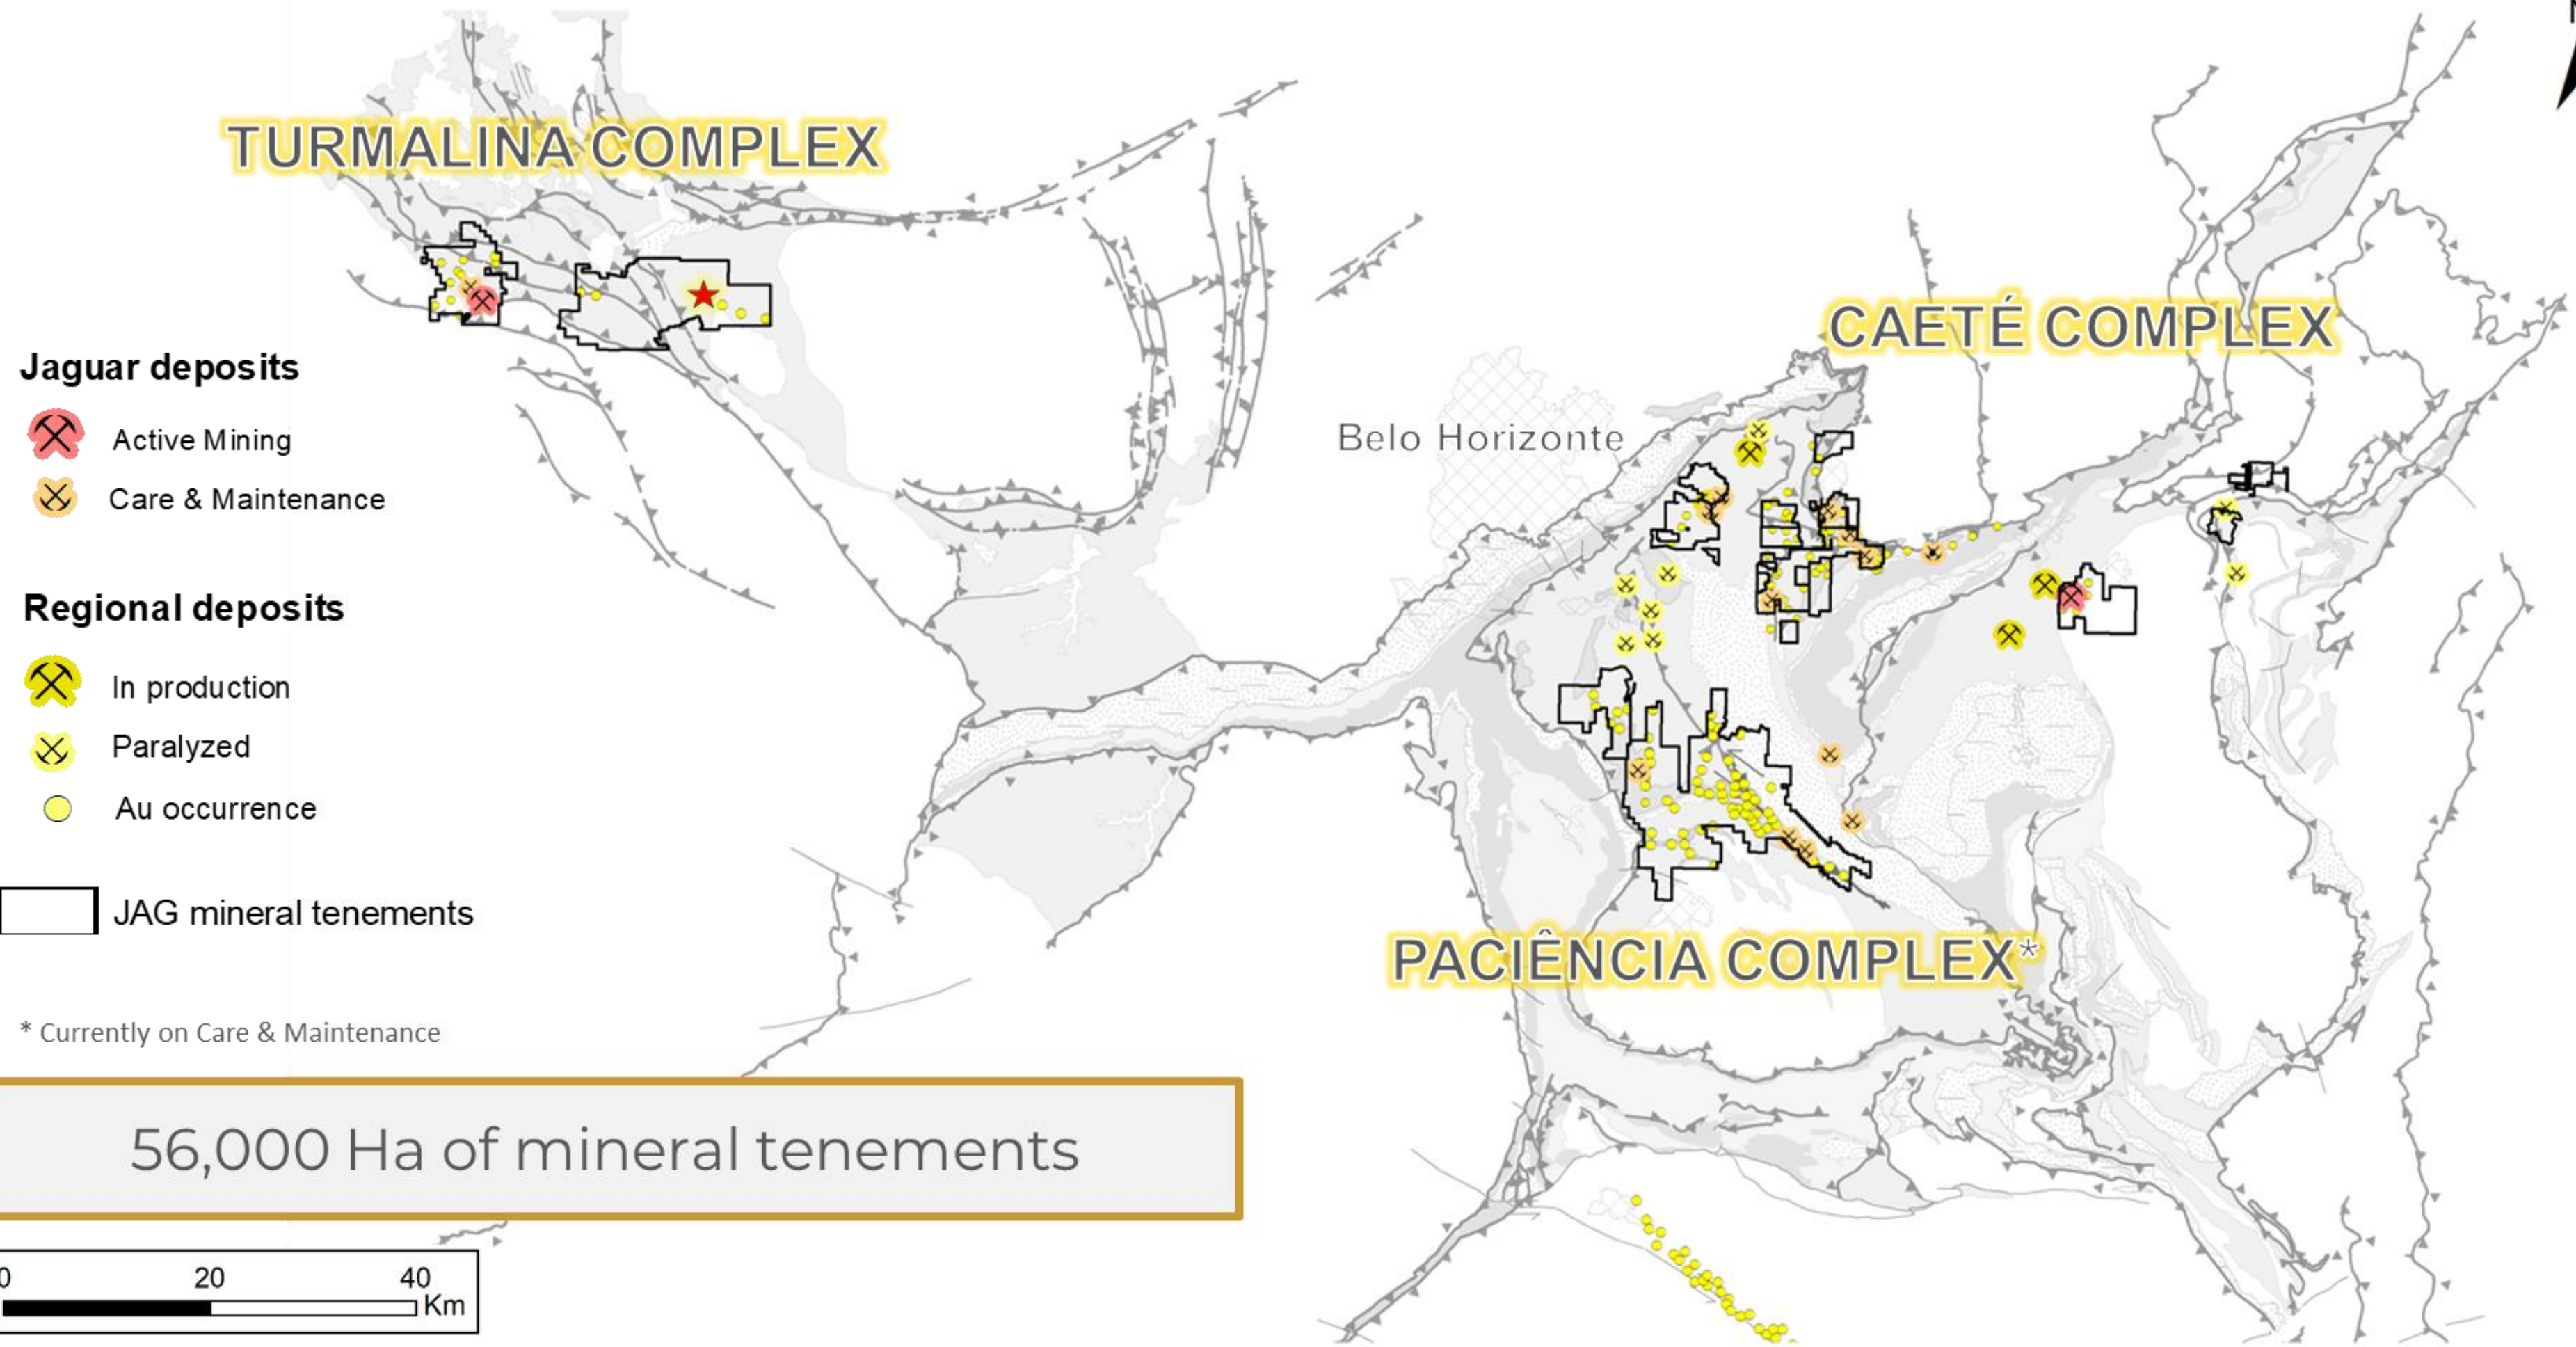 TURMALINA COMPLEX
CAETÉ COMPLEX
Belo Horizonte
PACIÊNCIA COMPLEX*
Jaguar deposits
Active Mining
Care & Maintenance
Regional deposits
In production
Paralyzed
Au occurrence
JAG mineral tenements
* Currently on Care & Maintenance
56,000 Ha of mineral tenements
0 20 40
Km